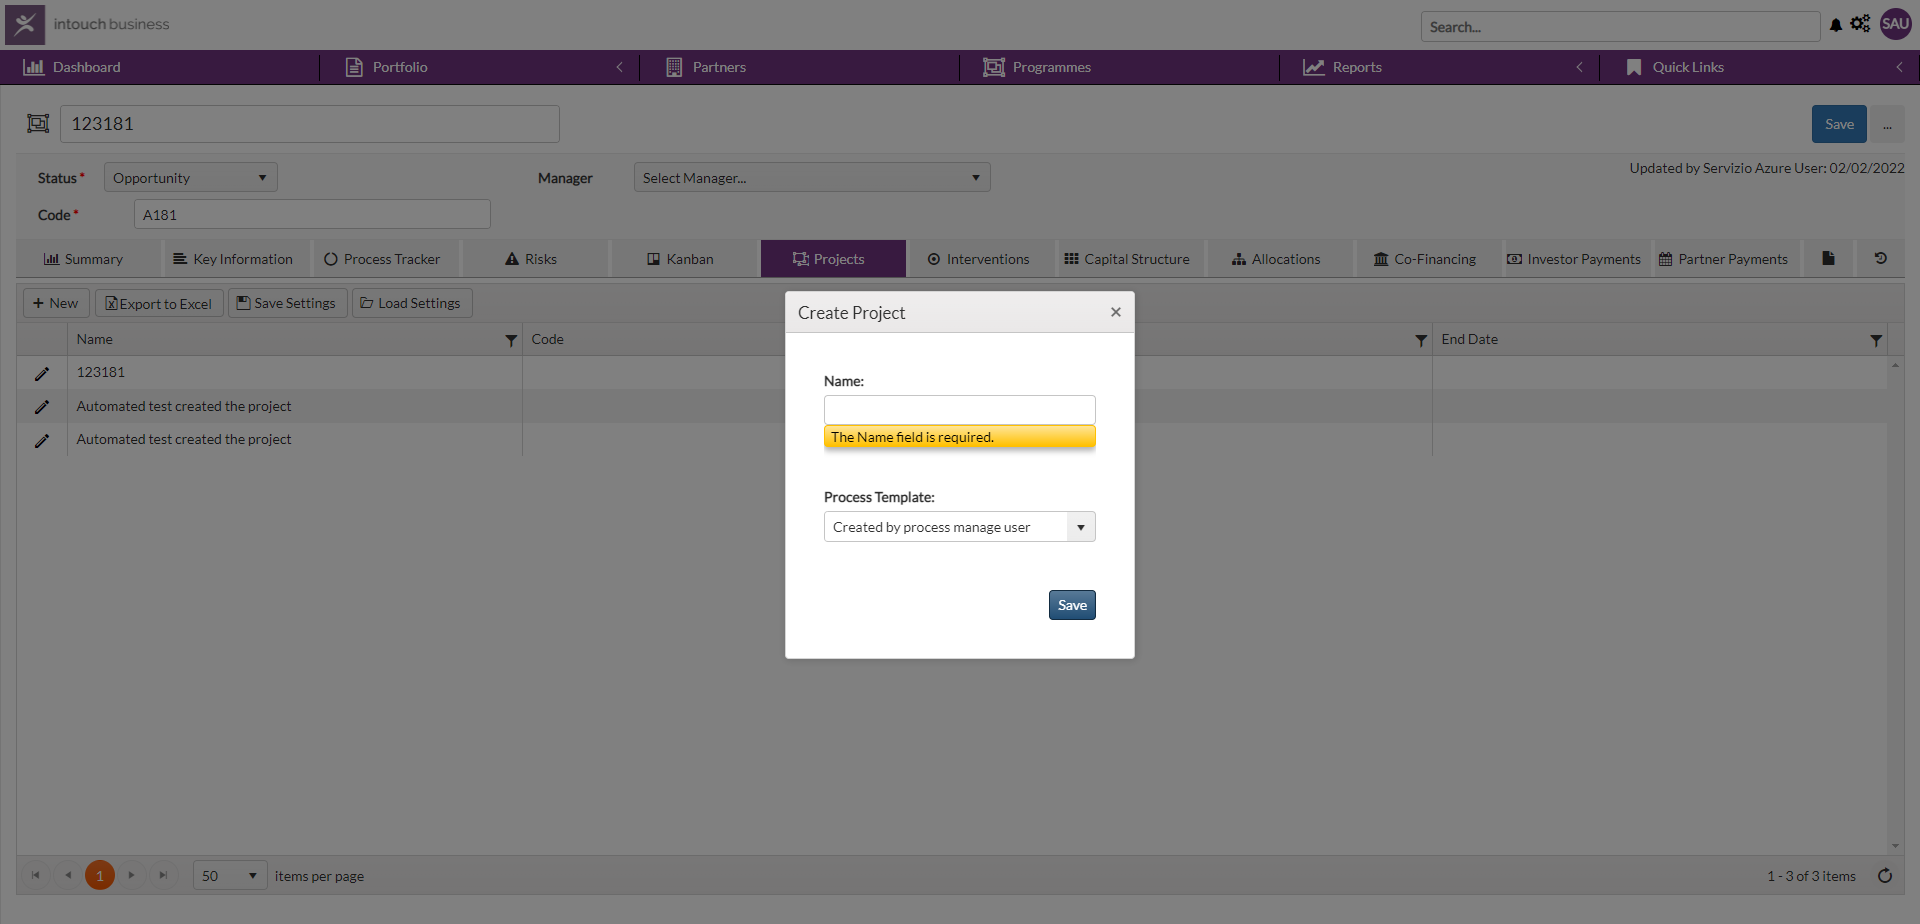 intouch business
Search...
SAU
Dashboard
Portfolio
Partners
Programmes
Reports
Quick Links
123181
Save
...
Status *
Opportunity
Manager
Select Manager...
Updated by Servizio Azure User: 02/02/2022
Code *
A181
Summary
Key Information
Process Tracker
Risks
Kanban
Projects
Interventions
Capital Structure
Allocations
Co-Financing
Investor Payments
Partner Payments
+ New
Export to Excel
Save Settings
Load Settings
Name
Code
End Date
123181
Automated test created the project
Automated test created the project
Create Project
Name:
The Name field is required.
Process Template:
Created by process manage user
Save
1
50
items per page
1 - 3 of 3 items